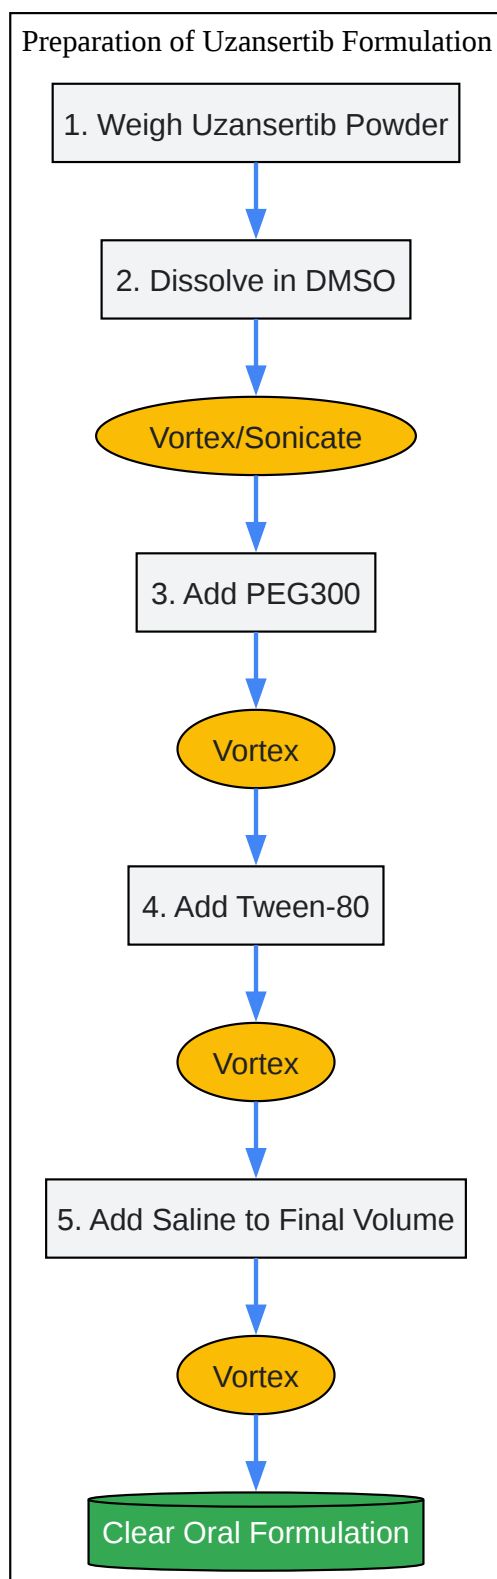 Preparation of Uzansertib Formulation
1. Weigh Uzansertib Powder
2. Dissolve in DMSO
Vortex/Sonicate
3. Add PEG300
Vortex
4. Add Tween-80
Vortex
5. Add Saline to Final Volume
Vortex
Clear Oral Formulation